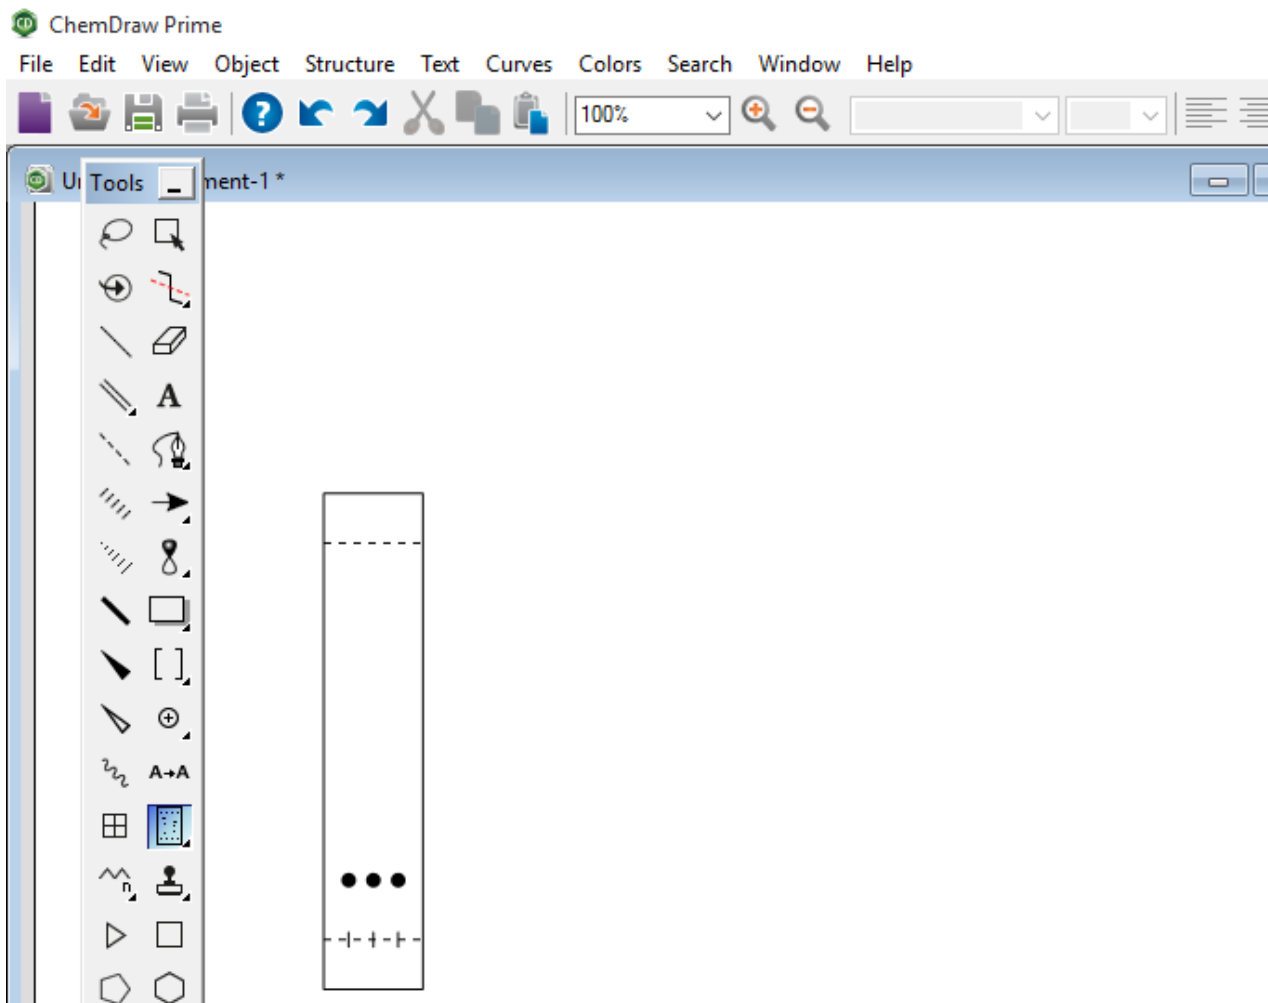 ChemDraw Prime
File Edit View Object Structure Text Curves Colors Search Window Help
100%
Tools
ment-1 *
A
A→A
n